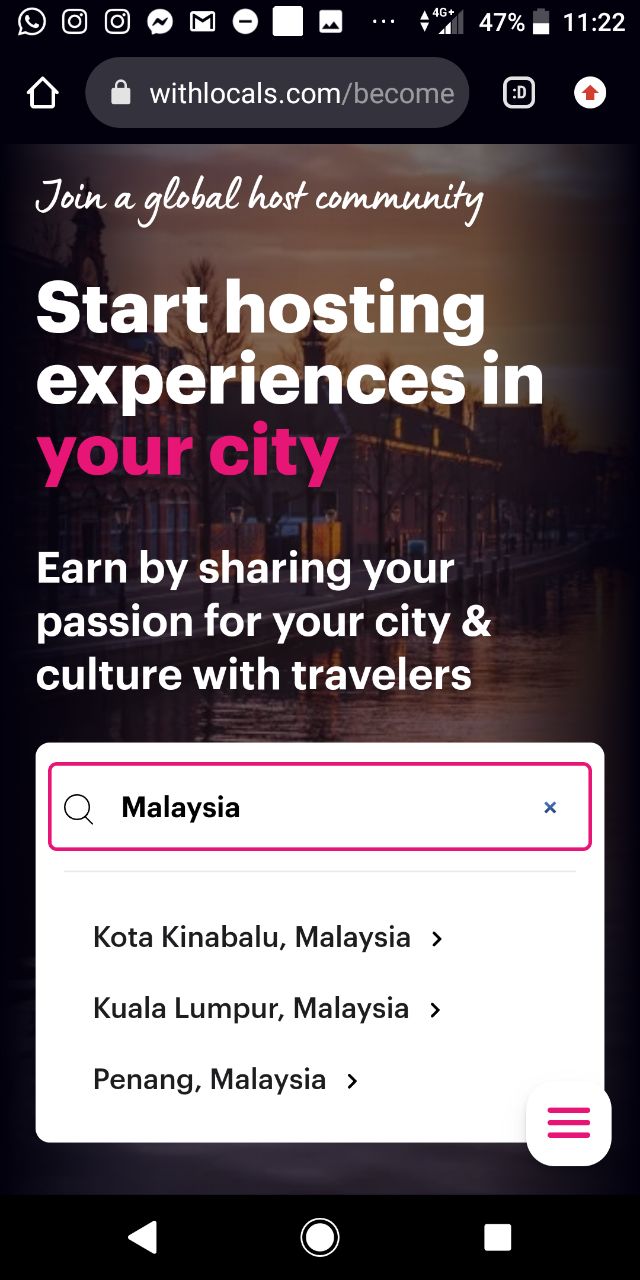 47% 11:22
4G+
withlocals.com/become
:D
Join a global host community
Start hosting
experiences in
your city
Earn by sharing your
passion for your city &
culture with travelers
Malaysia ×
Kota Kinabalu, Malaysia
Kuala Lumpur, Malaysia
Penang, Malaysia